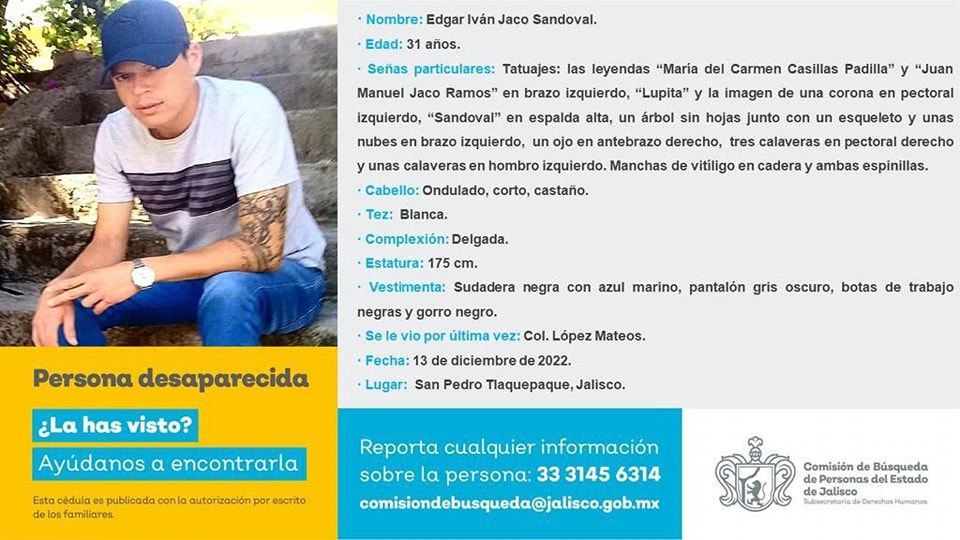 · Nombre: Edgar Iván Jaco Sandoval.
· Edad: 31 años.
· Señas particulares: Tatuajes: las leyendas “María del Carmen Casillas Padilla” y “Juan
Manuel Jaco Ramos” en brazo izquierdo, “Lupita” y la imagen de una corona en pectoral
izquierdo, “Sandoval” en espalda alta, un árbol sin hojas junto con un esqueleto y unas
nubes en brazo izquierdo, un ojo en antebrazo derecho, tres calaveras en pectoral derecho
y unas calaveras en hombro izquierdo. Manchas de vitíligo en cadera y ambas espinillas.
· Cabello: Ondulado, corto, castaño.
· Tez: Blanca.
· Complexión: Delgada.
· Estatura: 175 cm.
· Vestimenta: Sudadera negra con azul marino, pantalón gris oscuro, botas de trabajo
negras y gorro negro.
· Se le vio por última vez: Col. López Mateos.
· Fecha: 13 de diciembre de 2022.
· Lugar: San Pedro Tlaquepaque, Jalisco.
Persona desaparecida
¿La has visto?
Ayúdanos a encontrarla
Esta cédula es publicada con la autorización por escrito
de los familiares.
Reporta cualquier información
sobre la persona: 33 3145 6314
comisiondebusqueda@jalisco.gob.mx
Comisión de Búsqueda
de Personas del Estado
de Jalisco
Subsecretaría de Derechos Humanos